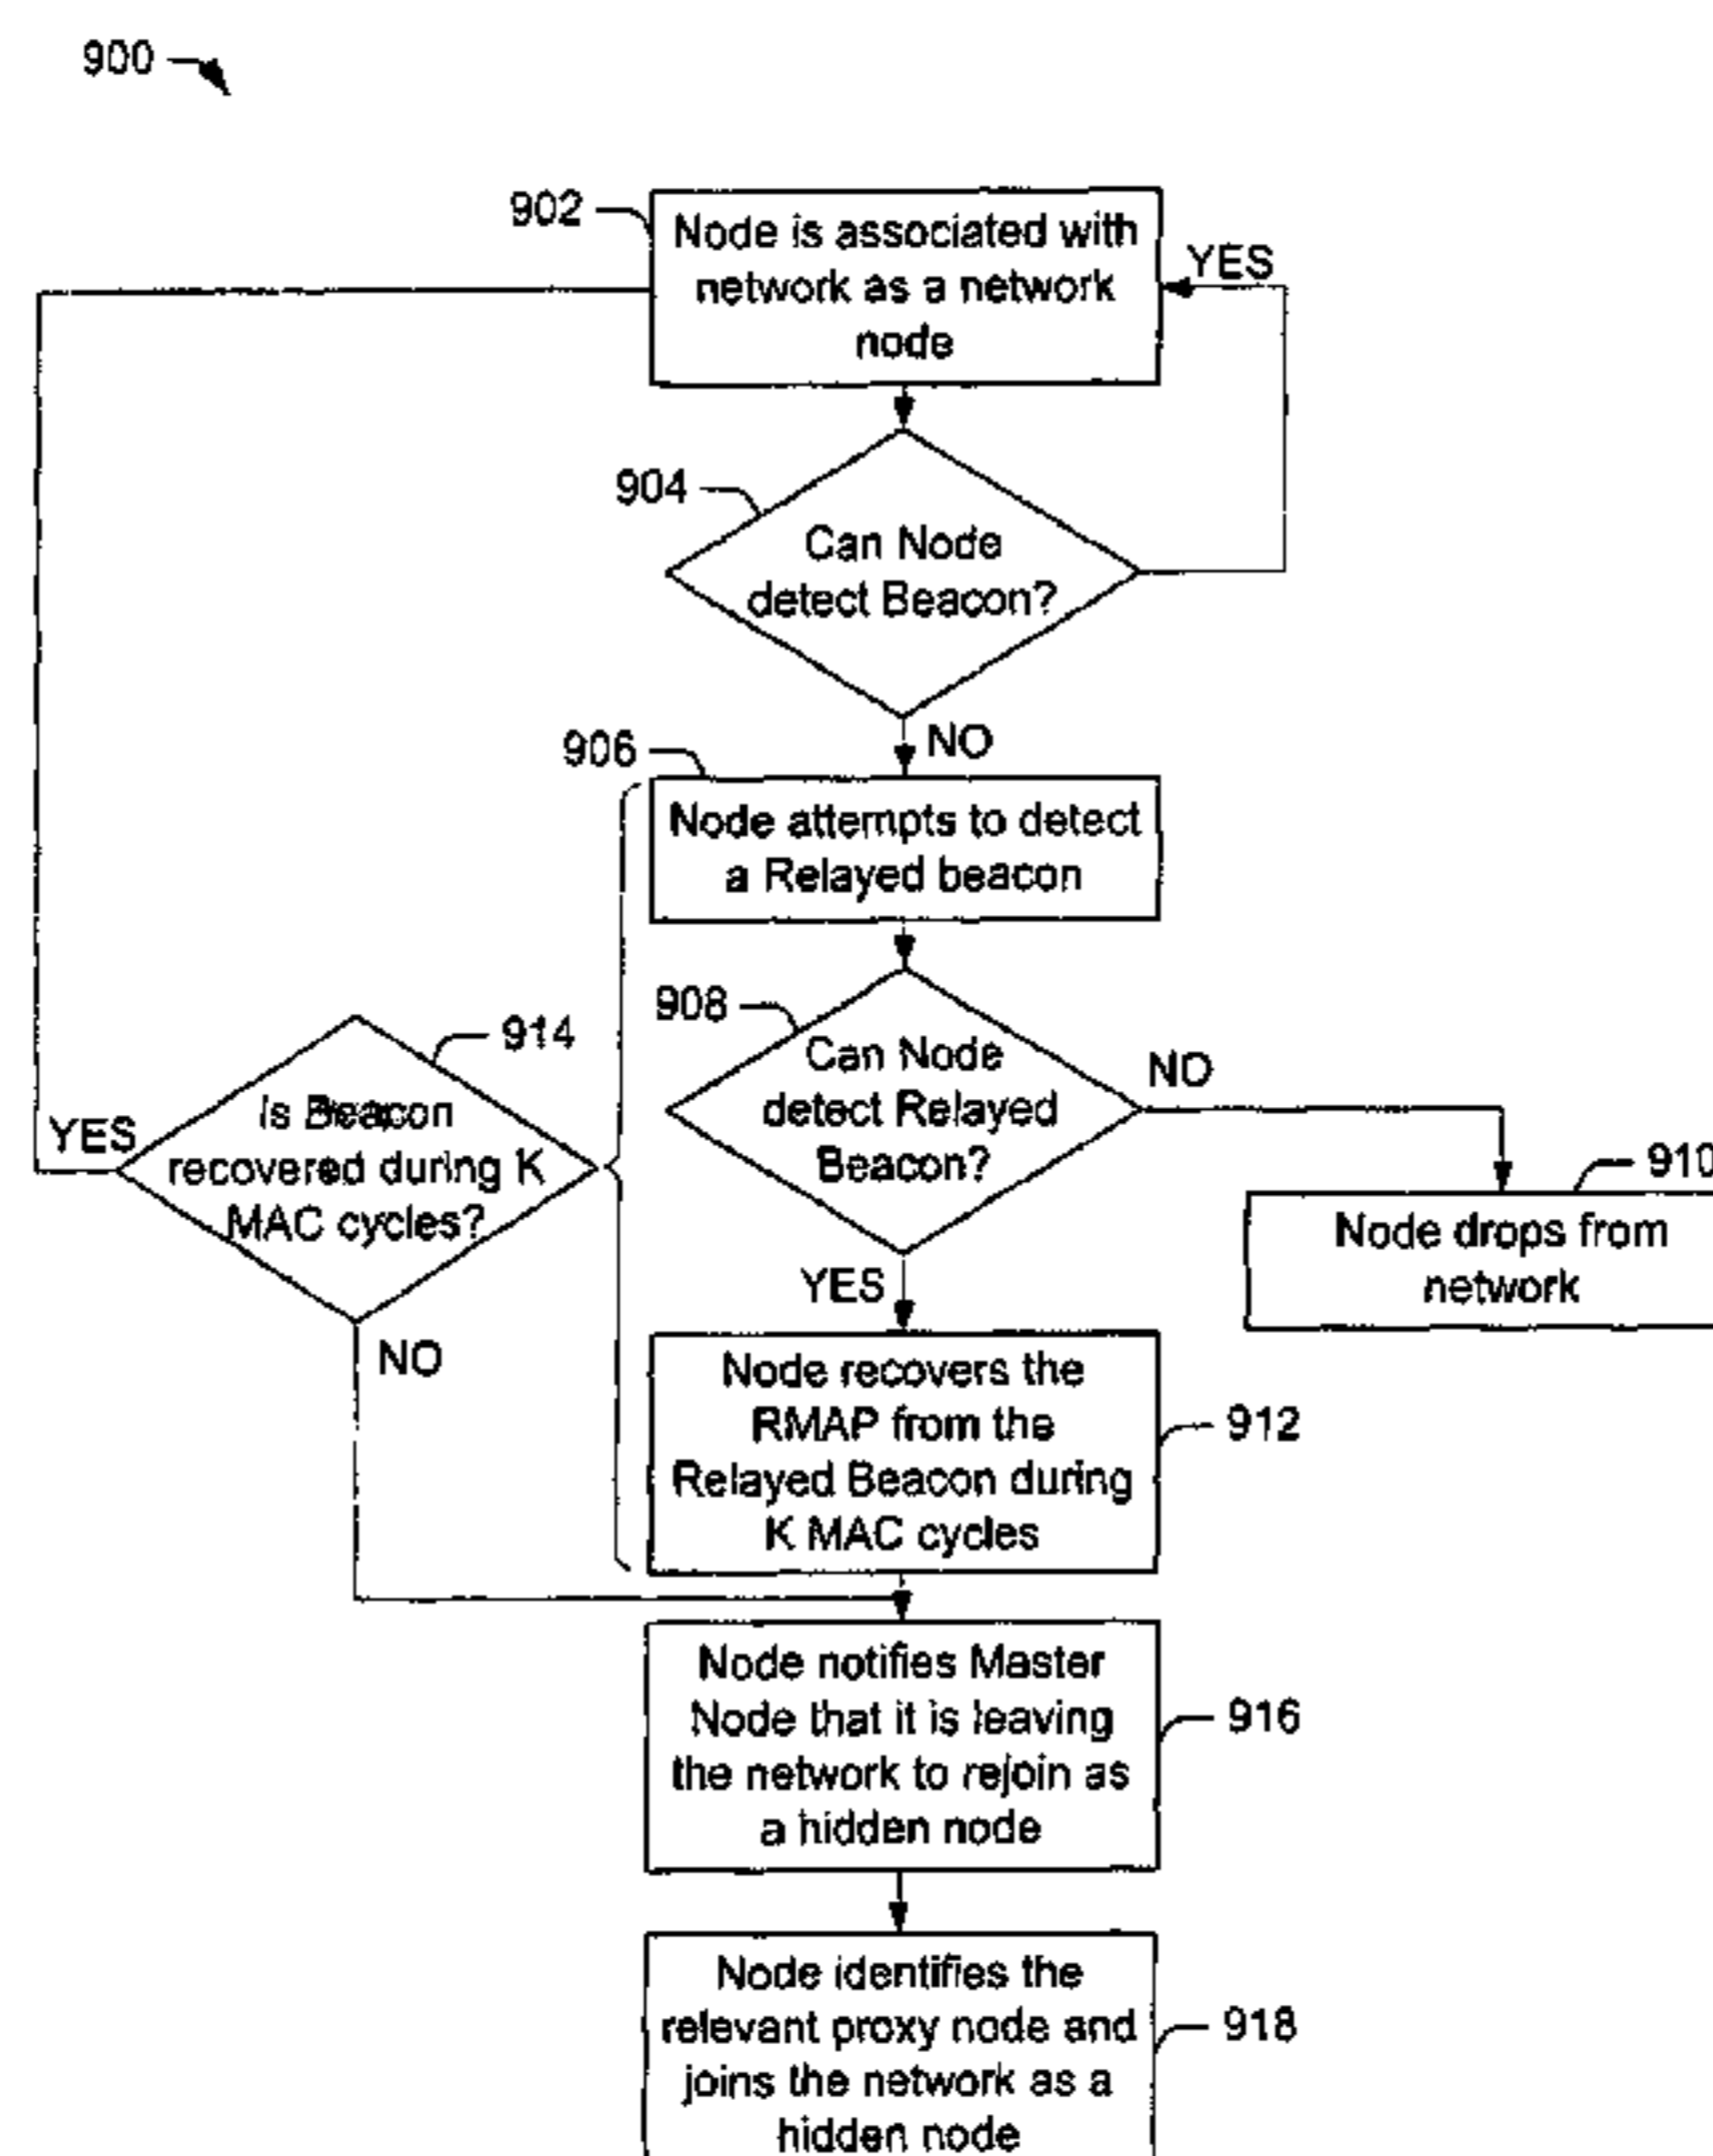 900
902
Node is associated with
network as a network
node
YES
904
Can Node
detect Beacon?
NO
906
Node attempts to detect
a Relayed beacon
908
Can Node
detect Relayed
Beacon?
NO
910
Node drops from
network
914
Is Beacon
recovered during K
MAC cycles?
YES
NO
YES
Node recovers the
RMAP from the
Relayed Beacon during
K MAC cycles
912
Node notifies Master
Node that it is leaving
the network to rejoin as
a hidden node
916
Node identifies the
relevant proxy node and
joins the network as a
hidden node
918